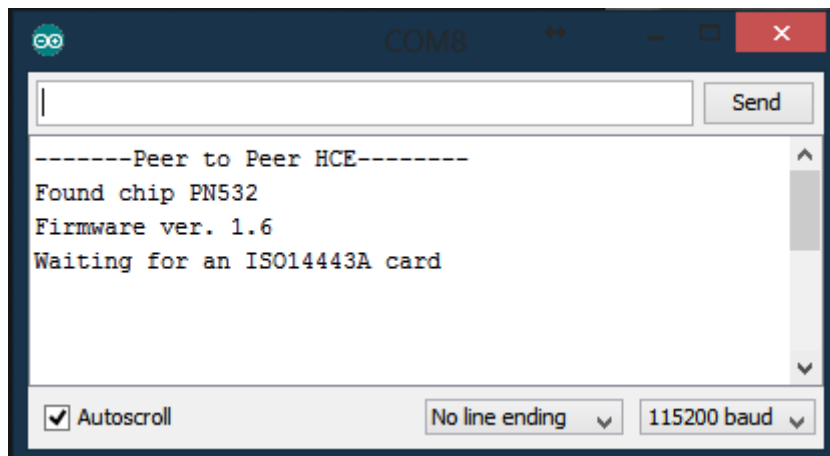 COM8
Send
-------Peer to Peer HCE--------
Found chip PN532
Firmware ver. 1.6
Waiting for an ISO14443A card
Autoscroll
No line ending
115200 baud